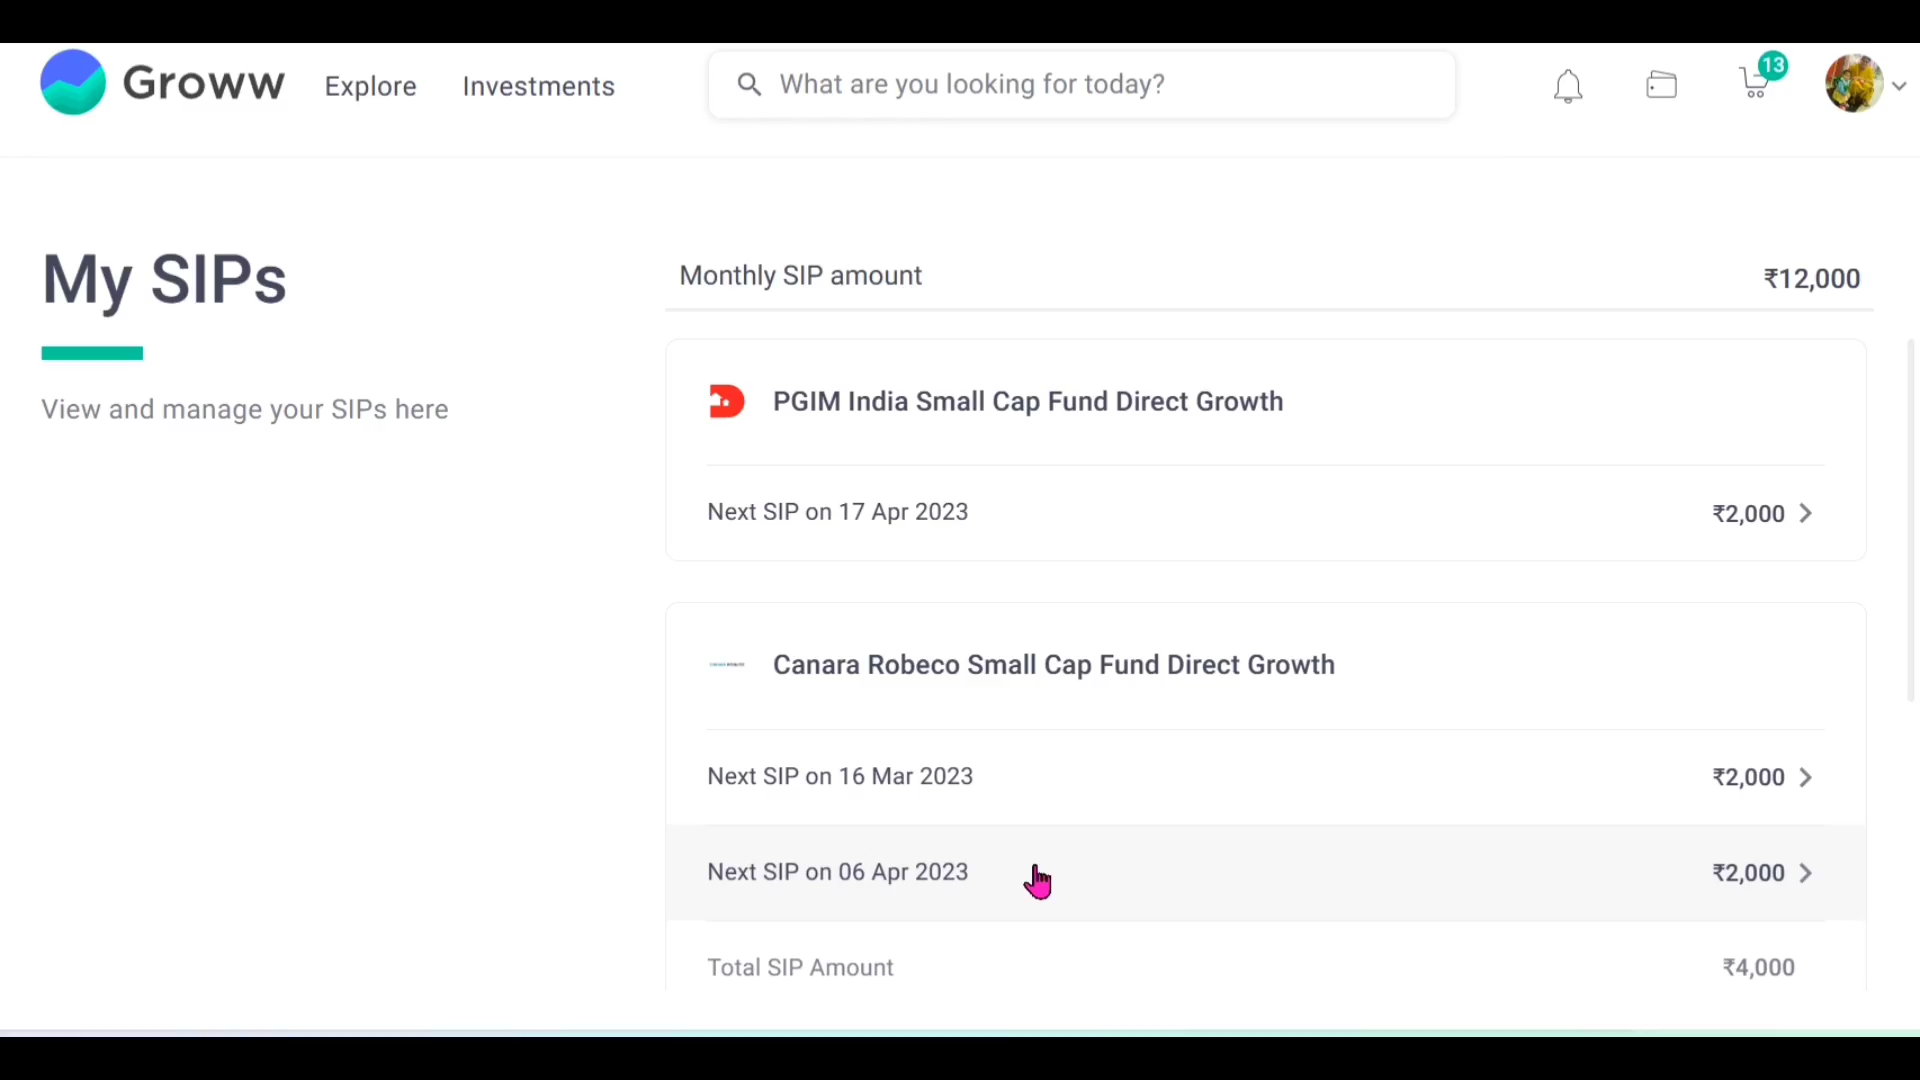 Groww Explore Investments What are you looking for today? 13
My SIPs
View and manage your SIPs here
Monthly SIP amount ₹12,000
PGIM India Small Cap Fund Direct Growth
Next SIP on 17 Apr 2023 ₹2,000
Canara Robeco Small Cap Fund Direct Growth
Next SIP on 16 Mar 2023 ₹2,000
Next SIP on 06 Apr 2023 ₹2,000
Total SIP Amount ₹4,000